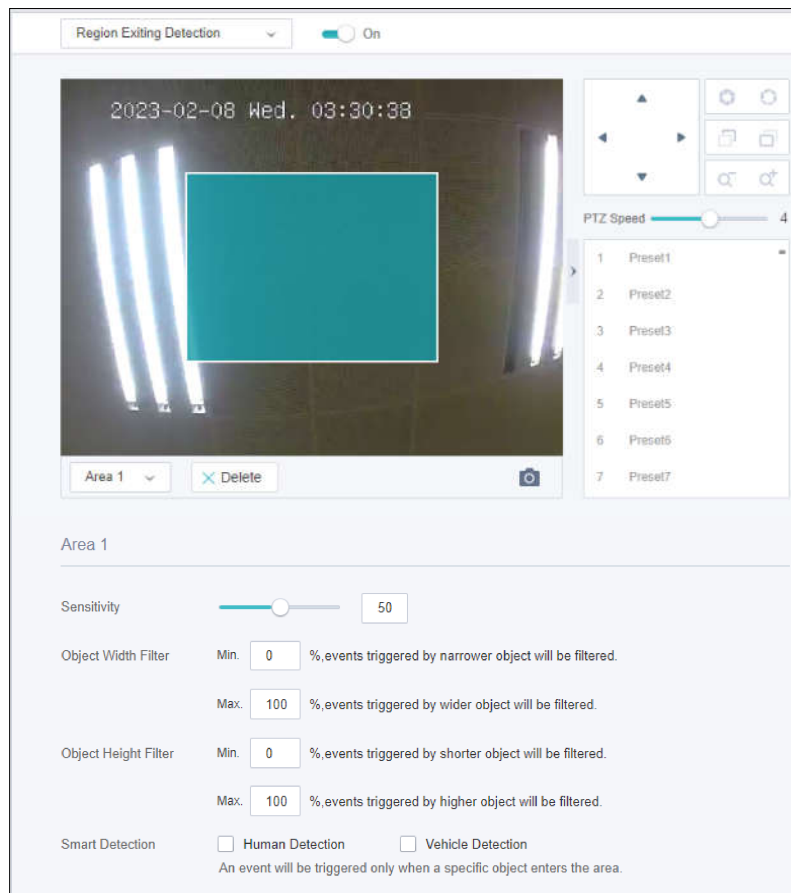 Region Exiting Detection On
2023-02-08 Wed. 03:30:38
PTZ Speed 4
1 Preset1
2 Preset2
3 Preset3
4 Preset4
5 Preset5
6 Preset6
7 Preset7
Area 1 Delete
Area 1
Sensitivity 50
Object Width Filter Min. 0 %,events triggered by narrower object will be filtered.
Max. 100 %,events triggered by wider object will be filtered.
Object Height Filter Min. 0 %,events triggered by shorter object will be filtered.
Max. 100 %,events triggered by higher object will be filtered.
Smart Detection Human Detection Vehicle Detection
An event will be triggered only when a specific object enters the area.